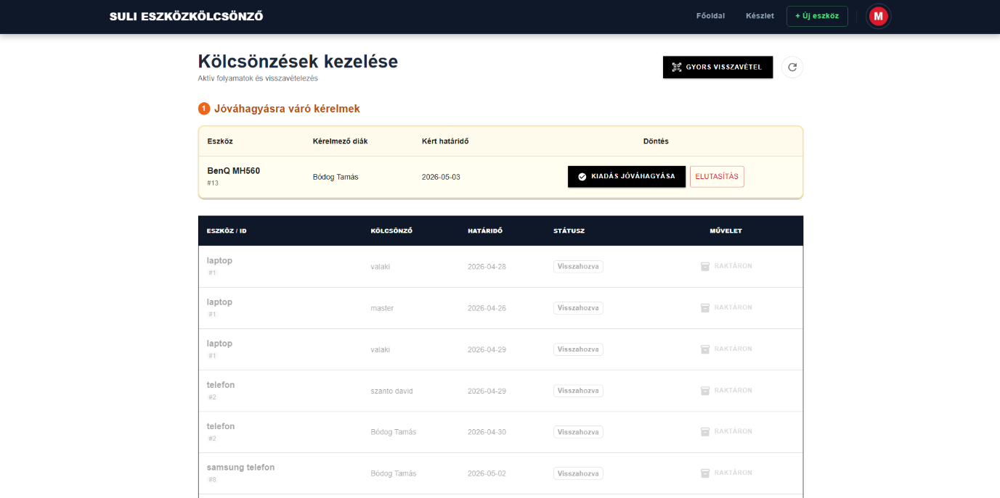 SULI ESZKÖZKÖLCSÖNZŐ
Főoldal Készlet + Új eszköz M
Kölcsönzések kezelése
Aktív folyamatok és visszavételezés
GYORS VISSZAVÉTEL
1 Jóváhagyásra váró kérelmek
Eszköz Kérelmező diák Kért határidő Döntés
BenQ MH560
#13
Bódog Tamás 2026-05-03 KIADÁS JÓVÁHAGYÁSA ELUTASÍTÁS
ESZKÖZ / ID KÖLCSÖNZŐ HATÁRIDŐ STÁTUSZ MŰVELET
laptop
#1
valaki 2026-04-28 Visszahozva RAKTÁRON
laptop
#1
master 2026-04-26 Visszahozva RAKTÁRON
laptop
#1
valaki 2026-04-29 Visszahozva RAKTÁRON
telefon
#2
szanto david 2026-04-29 Visszahozva RAKTÁRON
telefon
#2
Bódog Tamás 2026-04-30 Visszahozva RAKTÁRON
samsung telefon
#8
Bódog Tamás 2026-05-02 Visszahozva RAKTÁRON